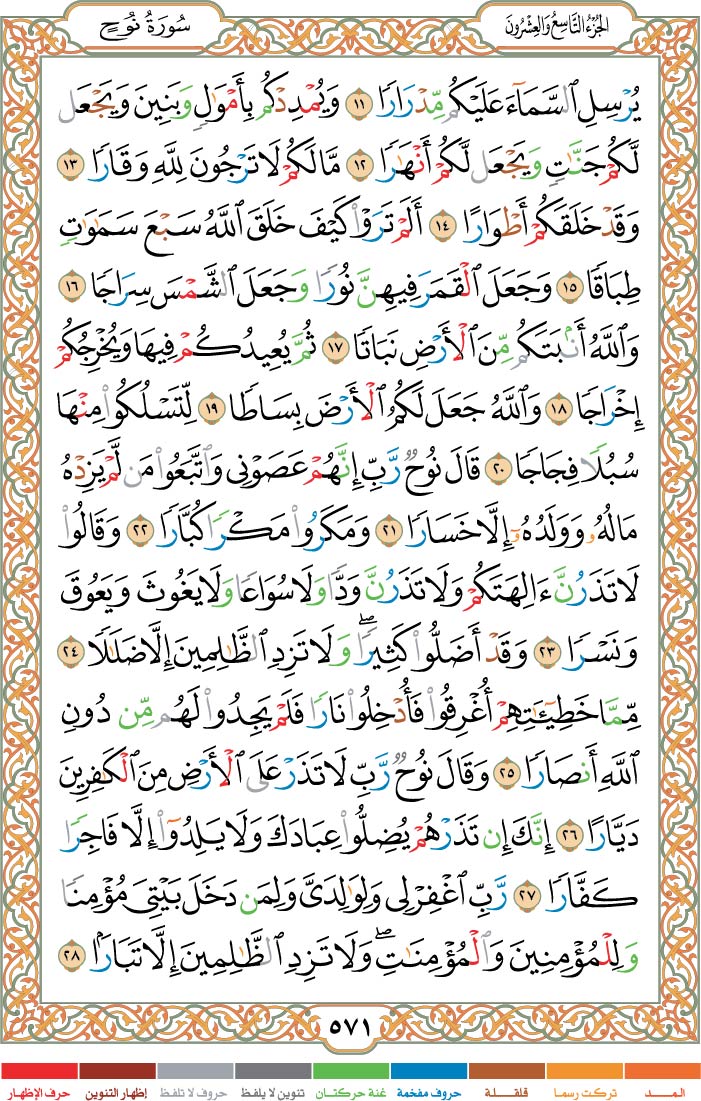 الجزء التاسع والعشرون
سورة نوح
يُرْسِلِ ٱلسَّمَآءَ عَلَيْكُم مِّدْرَارًا ١١ وَيُمْدِدْكُم بِأَمْوَٰلٍ وَبَنِينَ وَيَجْعَل
لَّكُمْ جَنَّٰتٍ وَيَجْعَل لَّكُمْ أَنْهَٰرًا ١٢ مَّا لَكُمْ لَا تَرْجُونَ لِلَّهِ وَقَارًا ١٣
وَقَدْ خَلَقَكُمْ أَطْوَارًا ١٤ أَلَمْ تَرَوْا۟ كَيْفَ خَلَقَ ٱللَّهُ سَبْعَ سَمَٰوَٰتٍ
طِبَاقًا ١٥ وَجَعَلَ ٱلْقَمَرَ فِيهِنَّ نُورًا وَجَعَلَ ٱلشَّمْسَ سِرَاجًا ١٦
وَٱللَّهُ أَنۢبَتَكُم مِّنَ ٱلْأَرْضِ نَبَاتًا ١٧ ثُمَّ يُعِيدُكُمْ فِيهَا وَيُخْرِجُكُمْ
إِخْرَاجًا ١٨ وَٱللَّهُ جَعَلَ لَكُمُ ٱلْأَرْضَ بِسَاطًا ١٩ لِّتَسْلُكُوا۟ مِنْهَا
سُبُلًا فِجَاجًا ٢٠ قَالَ نُوحٌ رَّبِّ إِنَّهُمْ عَصَوْنِى وَٱتَّبَعُوا۟ مَن لَّمْ يَزِدْهُ
مَالُهُۥ وَوَلَدُهُۥٓ إِلَّا خَسَارًا ٢١ وَمَكَرُوا۟ مَكْرًا كُبَّارًا ٢٢ وَقَالُوا۟
لَا تَذَرُنَّ ءَالِهَتَكُمْ وَلَا تَذَرُنَّ وَدًّا وَلَا سُوَاعًا وَلَا يَغُوثَ وَيَعُوقَ
وَنَسْرًا ٢٣ وَقَدْ أَضَلُّوا۟ كَثِيرًا ۖ وَلَا تَزِدِ ٱلظَّٰلِمِينَ إِلَّا ضَلَٰلًا ٢٤
مِّمَّا خَطِيٓـَٰٔتِهِمْ أُغْرِقُوا۟ فَأُدْخِلُوا۟ نَارًا فَلَمْ يَجِدُوا۟ لَهُم مِّن دُونِ
ٱللَّهِ أَنصَارًا ٢٥ وَقَالَ نُوحٌ رَّبِّ لَا تَذَرْ عَلَى ٱلْأَرْضِ مِنَ ٱلْكَٰفِرِينَ
دَيَّارًا ٢٦ إِنَّكَ إِن تَذَرْهُمْ يُضِلُّوا۟ عِبَادَكَ وَلَا يَلِدُوٓا۟ إِلَّا فَاجِرًا
كَفَّارًا ٢٧ رَّبِّ ٱغْفِرْ لِى وَلِوَٰلِدَىَّ وَلِمَن دَخَلَ بَيْتِىَ مُؤْمِنًا
وَلِلْمُؤْمِنِينَ وَٱلْمُؤْمِنَٰتِ ۖ وَلَا تَزِدِ ٱلظَّٰلِمِينَ إِلَّا تَبَارًۢا ٢٨
٥٧١
المــــد تركت رسما قلقـــلة حروف مفخمة غنة حركتان تنوين لا يلفظ حروف لا تلفظ إظهار التنوين حرف الإظهار